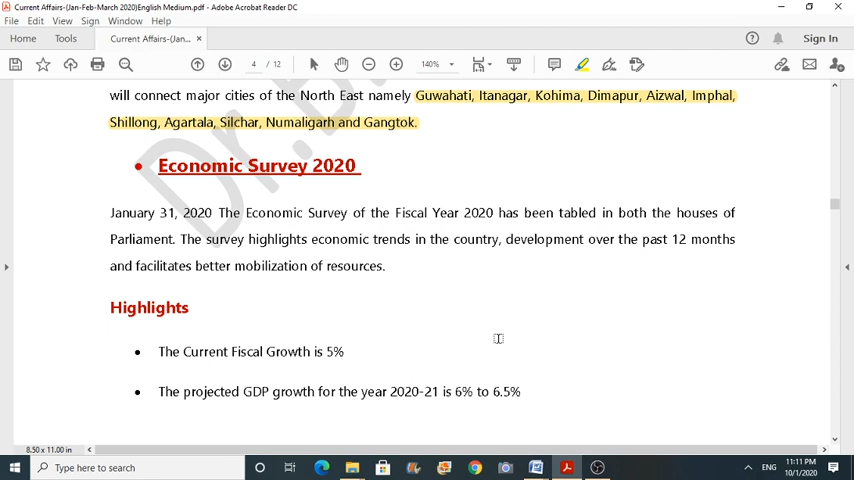 Current Affairs-(Jan-Feb-March 2020)English Medium.pdf - Adobe Acrobat Reader DC
File Edit View Sign Window Help
Home Tools Current Affairs-(Jan... × Sign In
4 / 12 140%
will connect major cities of the North East namely Guwahati, Itanagar, Kohima, Dimapur, Aizwal, Imphal,
Shillong, Agartala, Silchar, Numaligarh and Gangtok.
• Economic Survey 2020
January 31, 2020 The Economic Survey of the Fiscal Year 2020 has been tabled in both the houses of
Parliament. The survey highlights economic trends in the country, development over the past 12 months
and facilitates better mobilization of resources.
Highlights
• The Current Fiscal Growth is 5%
• The projected GDP growth for the year 2020-21 is 6% to 6.5%
8.50 x 11.00 in
Type here to search
ENG
11:11 PM
10/1/2020